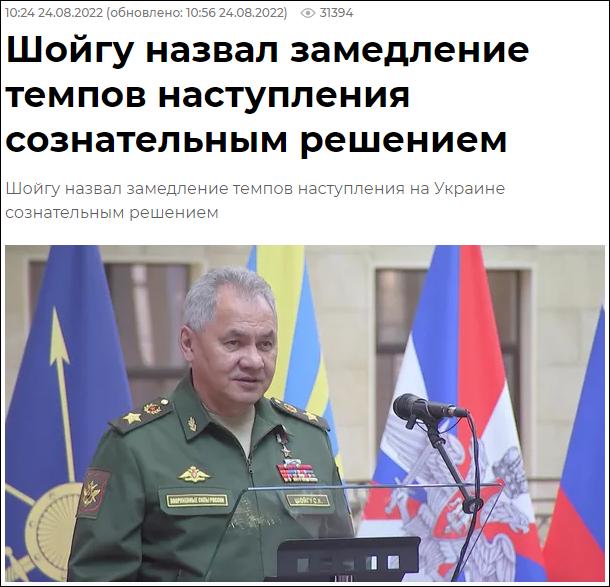 10:24 24.08.2022 (обновлено: 10:56 24.08.2022) 31394
Шойгу назвал замедление
темпов наступления
сознательным решением
Шойгу назвал замедление темпов наступления на Украине
сознательным решением
ВООРУЖЕННЫЕ СИЛЫ РОССИИ
ШОЙГУ С.К.